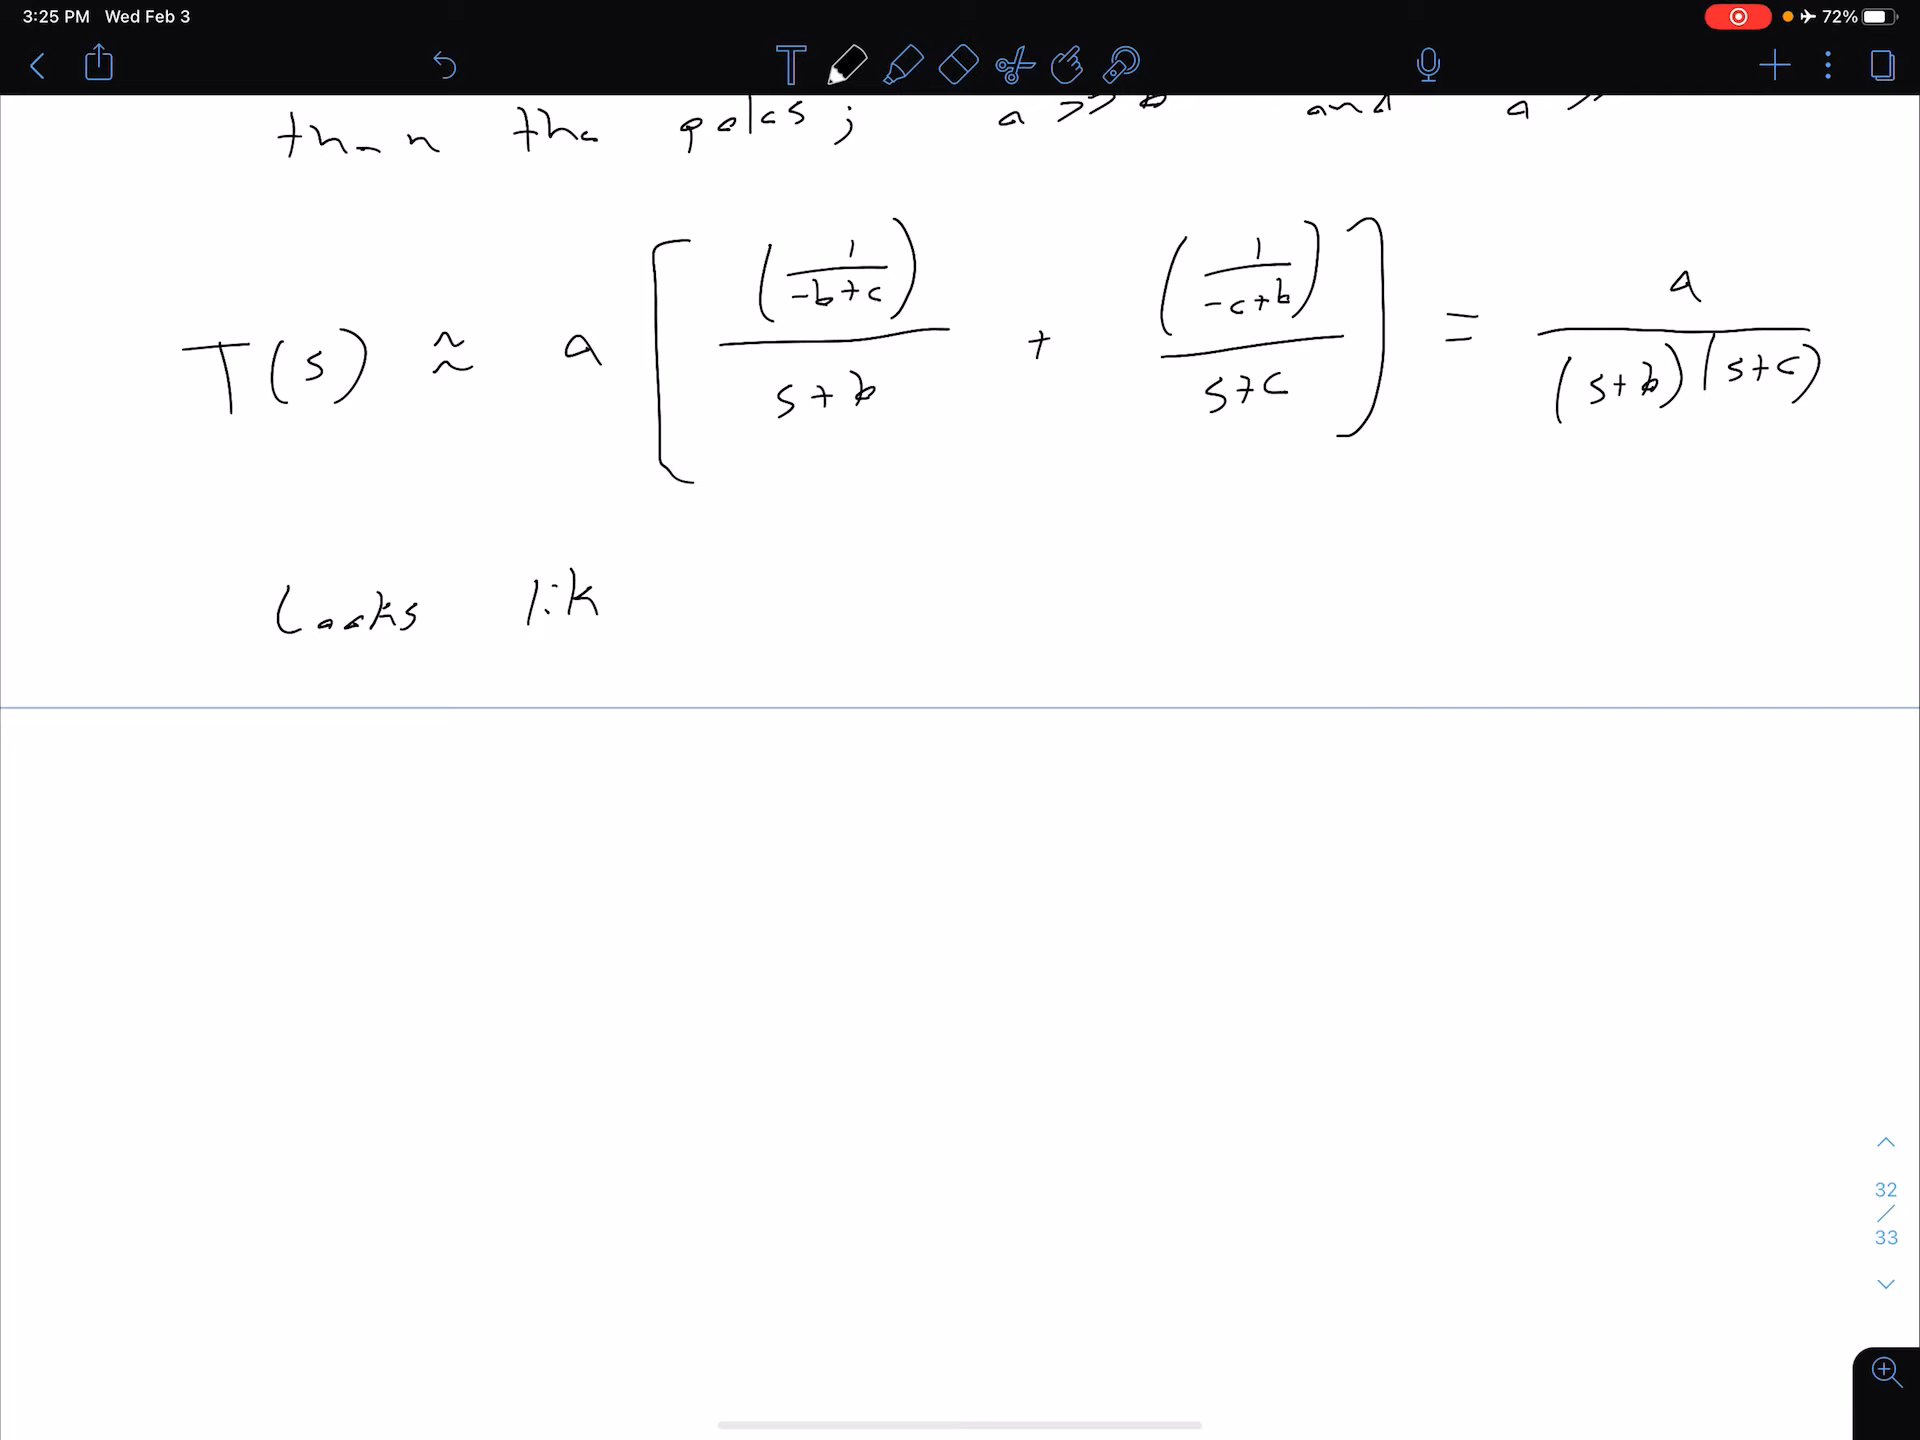 3:25 PM Wed Feb 3
72%
T
than the poles; a >> b and a >>
T(s) ≈ a [ (1/(-b+c))/(s+b) + (1/(-c+b))/(s+c) ] = a/((s+b)(s+c))
Looks lik
32
/
33